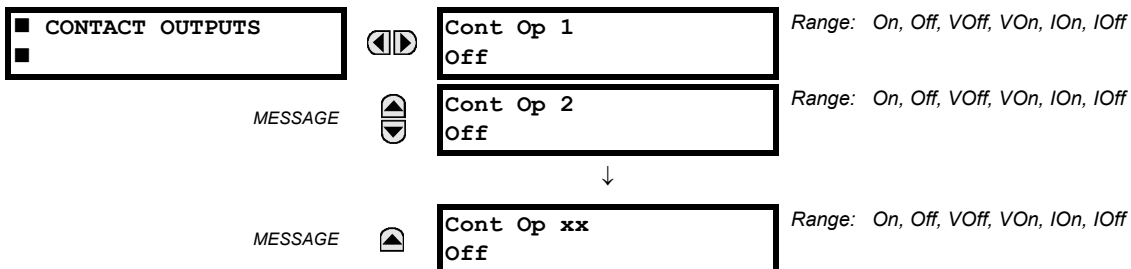 ■ CONTACT OUTPUTS
■
Cont Op 1
Off
Range: On, Off, VOff, VOn, IOn, IOff
MESSAGE
Cont Op 2
Off
Range: On, Off, VOff, VOn, IOn, IOff
↓
MESSAGE
Cont Op xx
Off
Range: On, Off, VOff, VOn, IOn, IOff